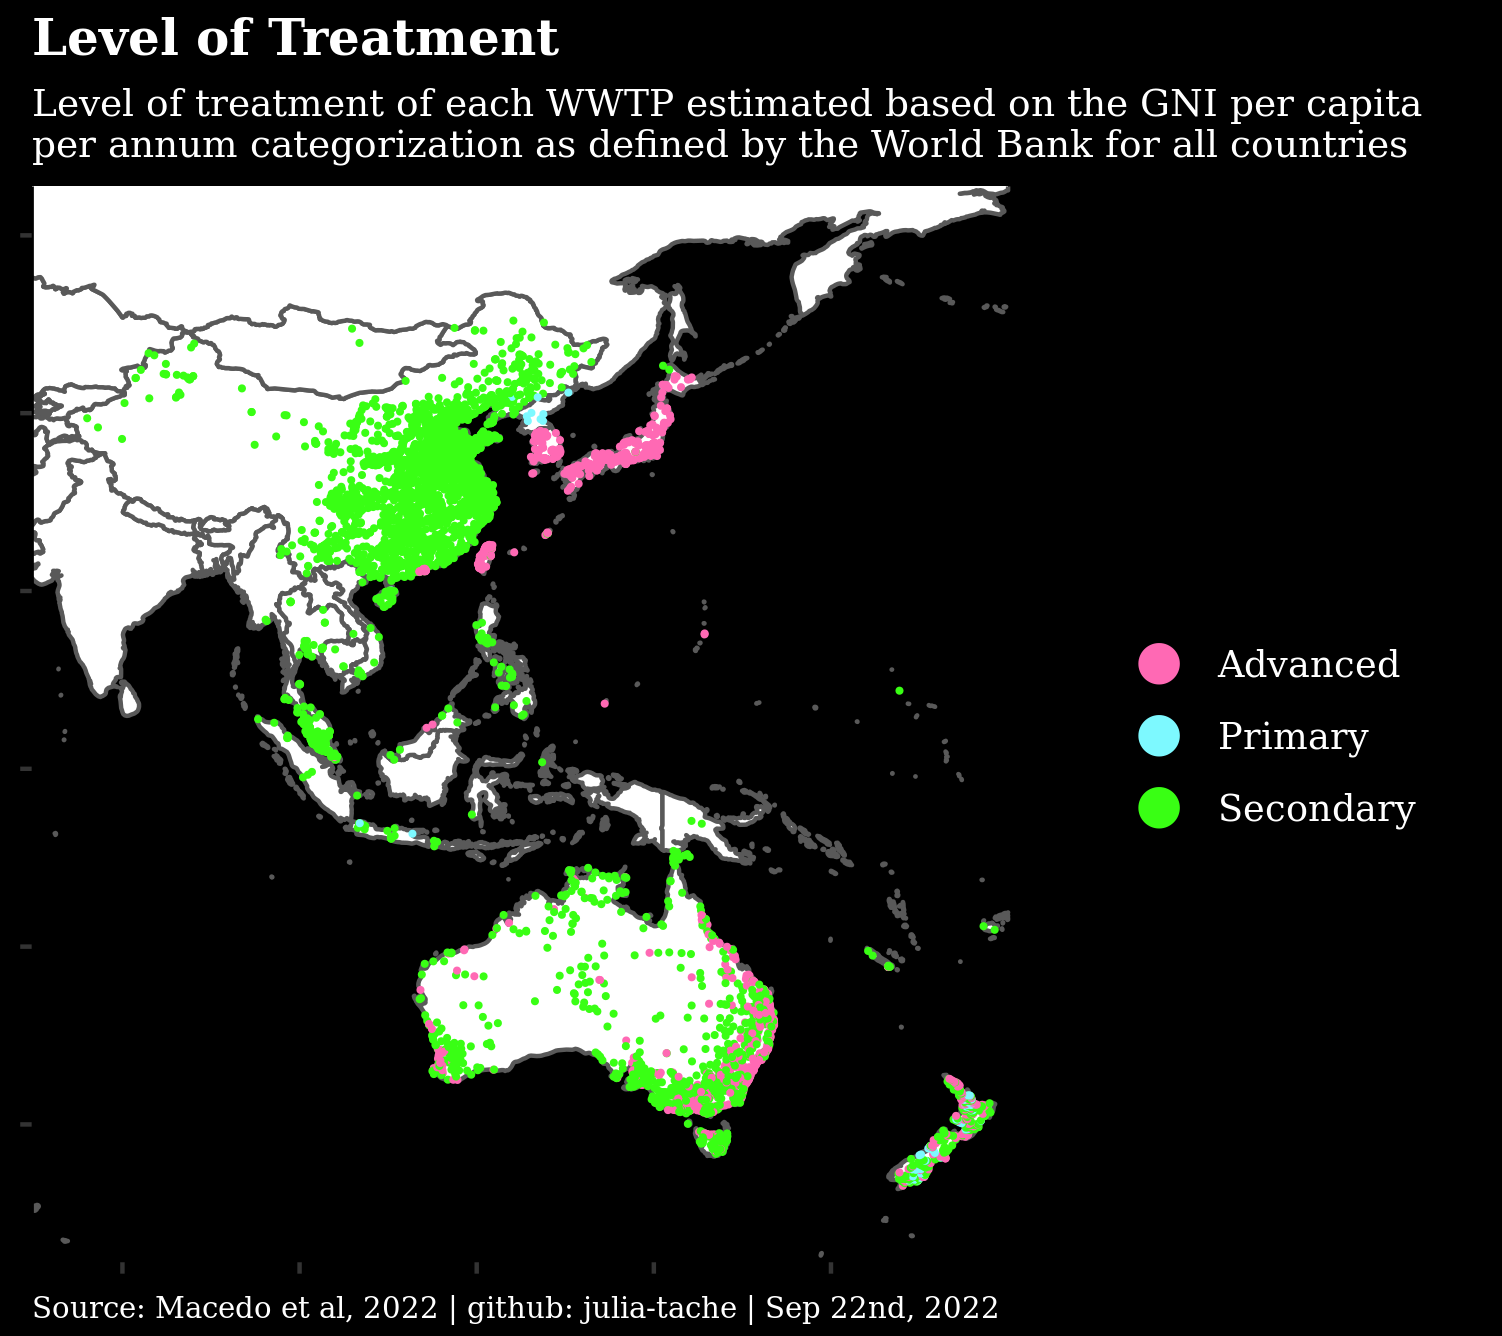 Level of Treatment
Level of treatment of each WWTP estimated based on the GNI per capita
per annum categorization as defined by the World Bank for all countries
Advanced
Primary
Secondary
Source: Macedo et al, 2022 | github: julia-tache | Sep 22nd, 2022